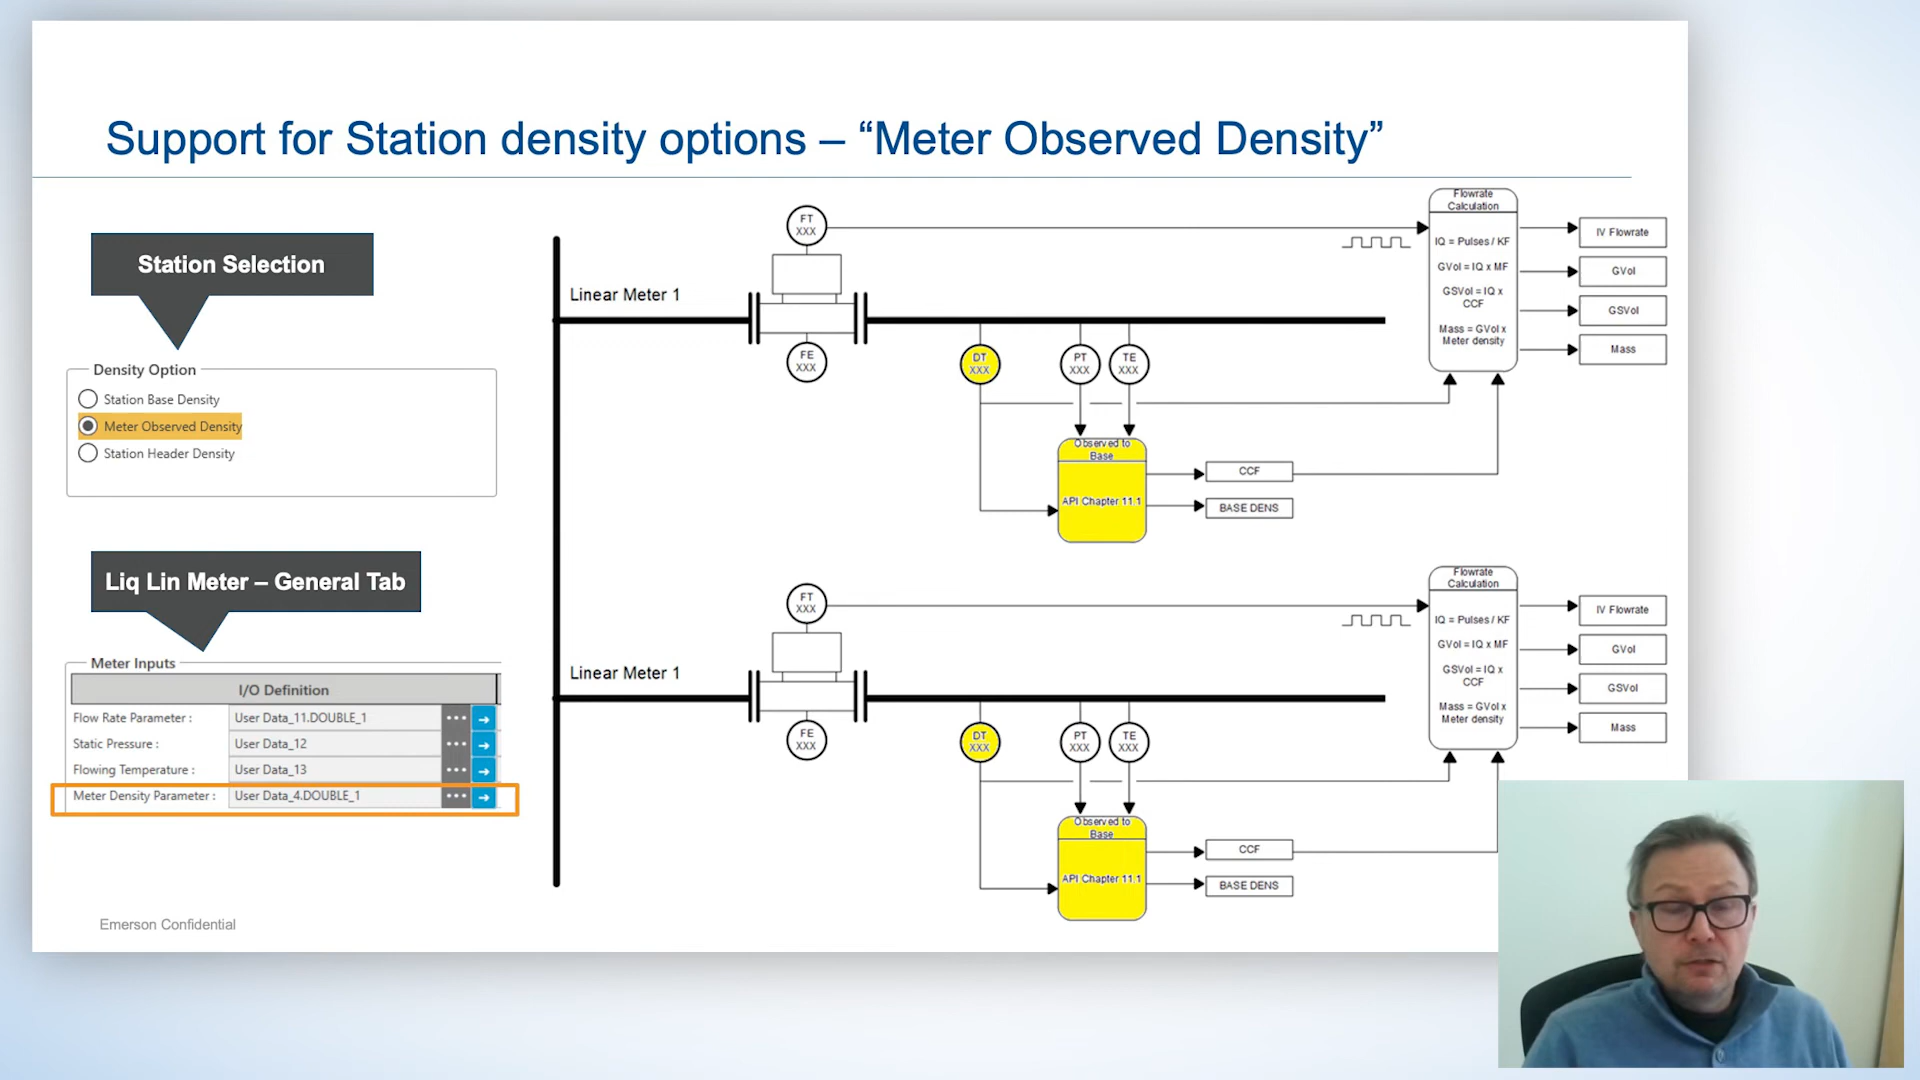 Support for Station density options – “Meter Observed Density”
Station Selection
Density Option
Station Base Density
Meter Observed Density
Station Header Density
Liq Lin Meter – General Tab
Meter Inputs
I/O Definition
Flow Rate Parameter : User Data_11.DOUBLE_1
Static Pressure : User Data_12
Flowing Temperature : User Data_13
Meter Density Parameter : User Data_4.DOUBLE_1
Emerson Confidential
Linear Meter 1
FT
XXX
FE
XXX
DT
XXX
PT
XXX
TE
XXX
Observed to
Base
API Chapter 11.1
CCF
BASE DENS
Flowrate
Calculation
IQ = Pulses / KF
GVol = IQ x MF
GSVol = IQ x
CCF
Mass = GVol x
Meter density
IV Flowrate
GVol
GSVol
Mass
Linear Meter 1
FT
XXX
FE
XXX
DT
XXX
PT
XXX
TE
XXX
Observed to
Base
API Chapter 11.1
CCF
BASE DENS
Flowrate
Calculation
IQ = Pulses / KF
GVol = IQ x MF
GSVol = IQ x
CCF
Mass = GVol x
Meter density
IV Flowrate
GVol
GSVol
Mass